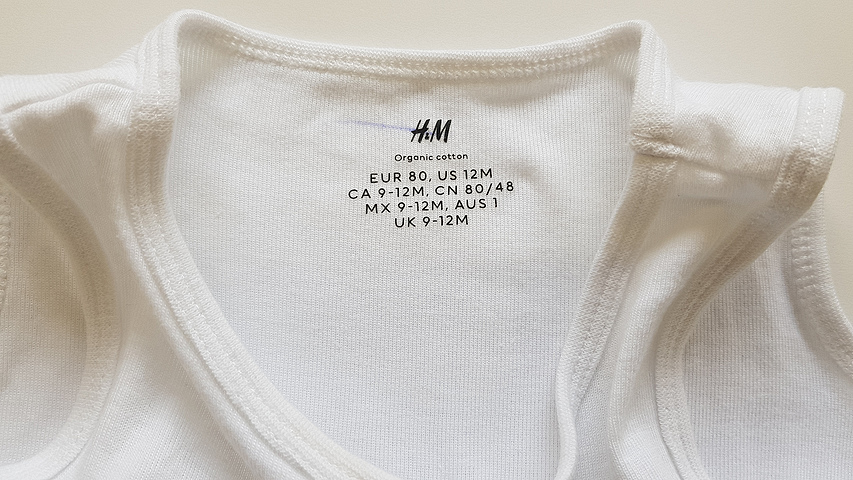 H&M
Organic cotton
EUR 80, US 12M
CA 9-12M, CN 80/48
MX 9-12M, AUS 1
UK 9-12M